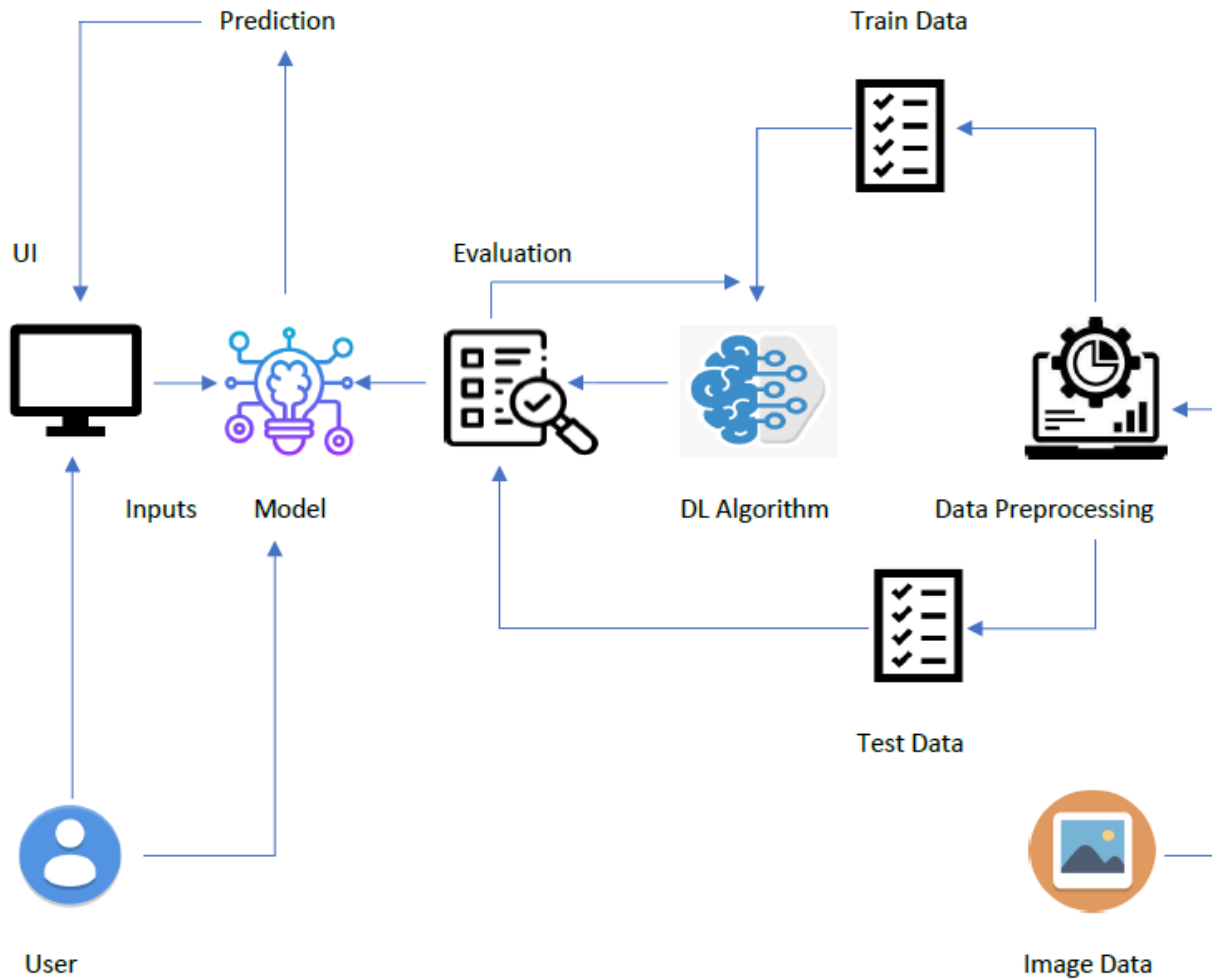 Prediction
Train Data
UI
Evaluation
Inputs
Model
DL Algorithm
Data Preprocessing
Test Data
User
Image Data